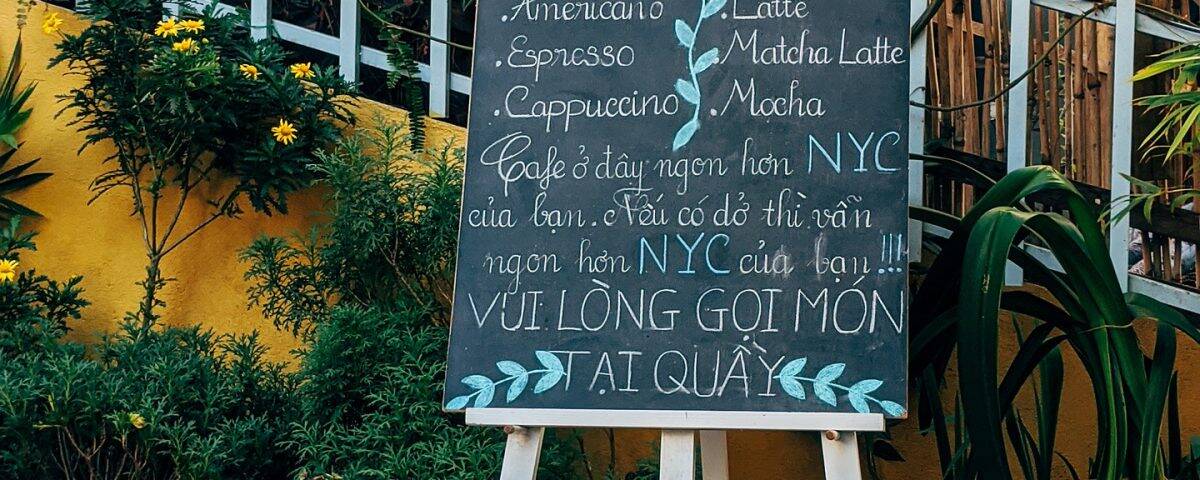 .Americano .Latte
.Espresso .Matcha Latte
.Cappuccino .Mocha
Cafe ở đây ngon hơn NYC
của bạn. Nếu có dở thì vẫn
ngon hơn NYC của bạn !!!
VUI LÒNG GỌI MÓN
TẠI QUẦY